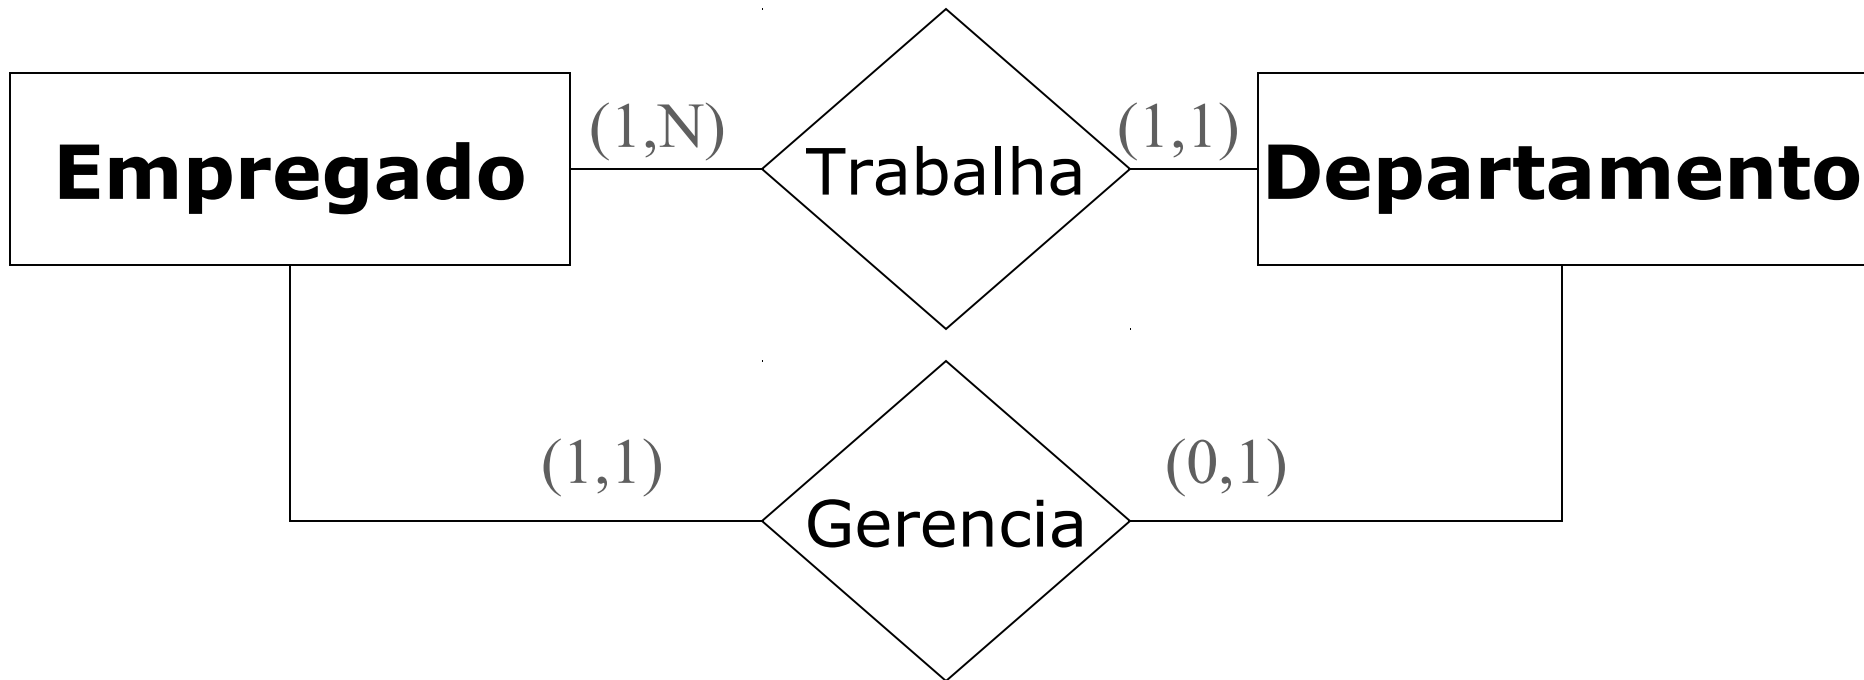 Empregado
(1,N)
Trabalha
(1,1)
Departamento
(1,1)
Gerencia
(0,1)